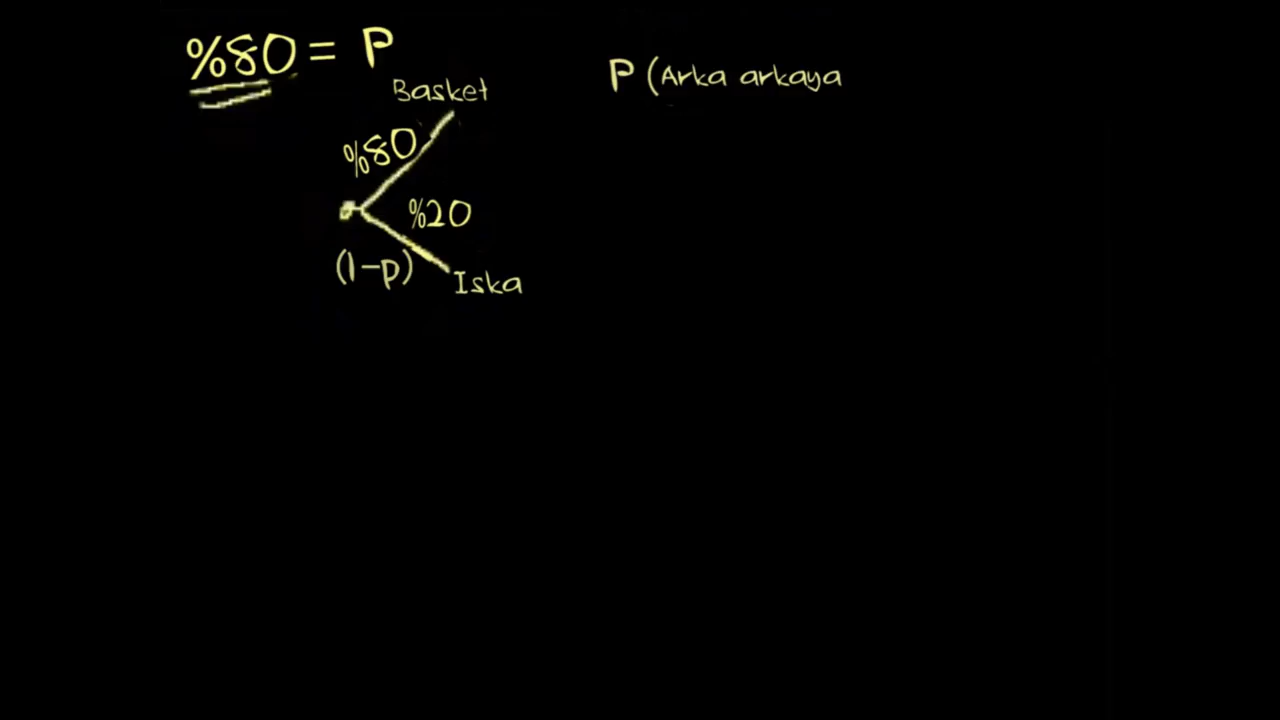 %80 = P
Basket
P (Arka arkaya
%80
%20
(1-p)
Iska